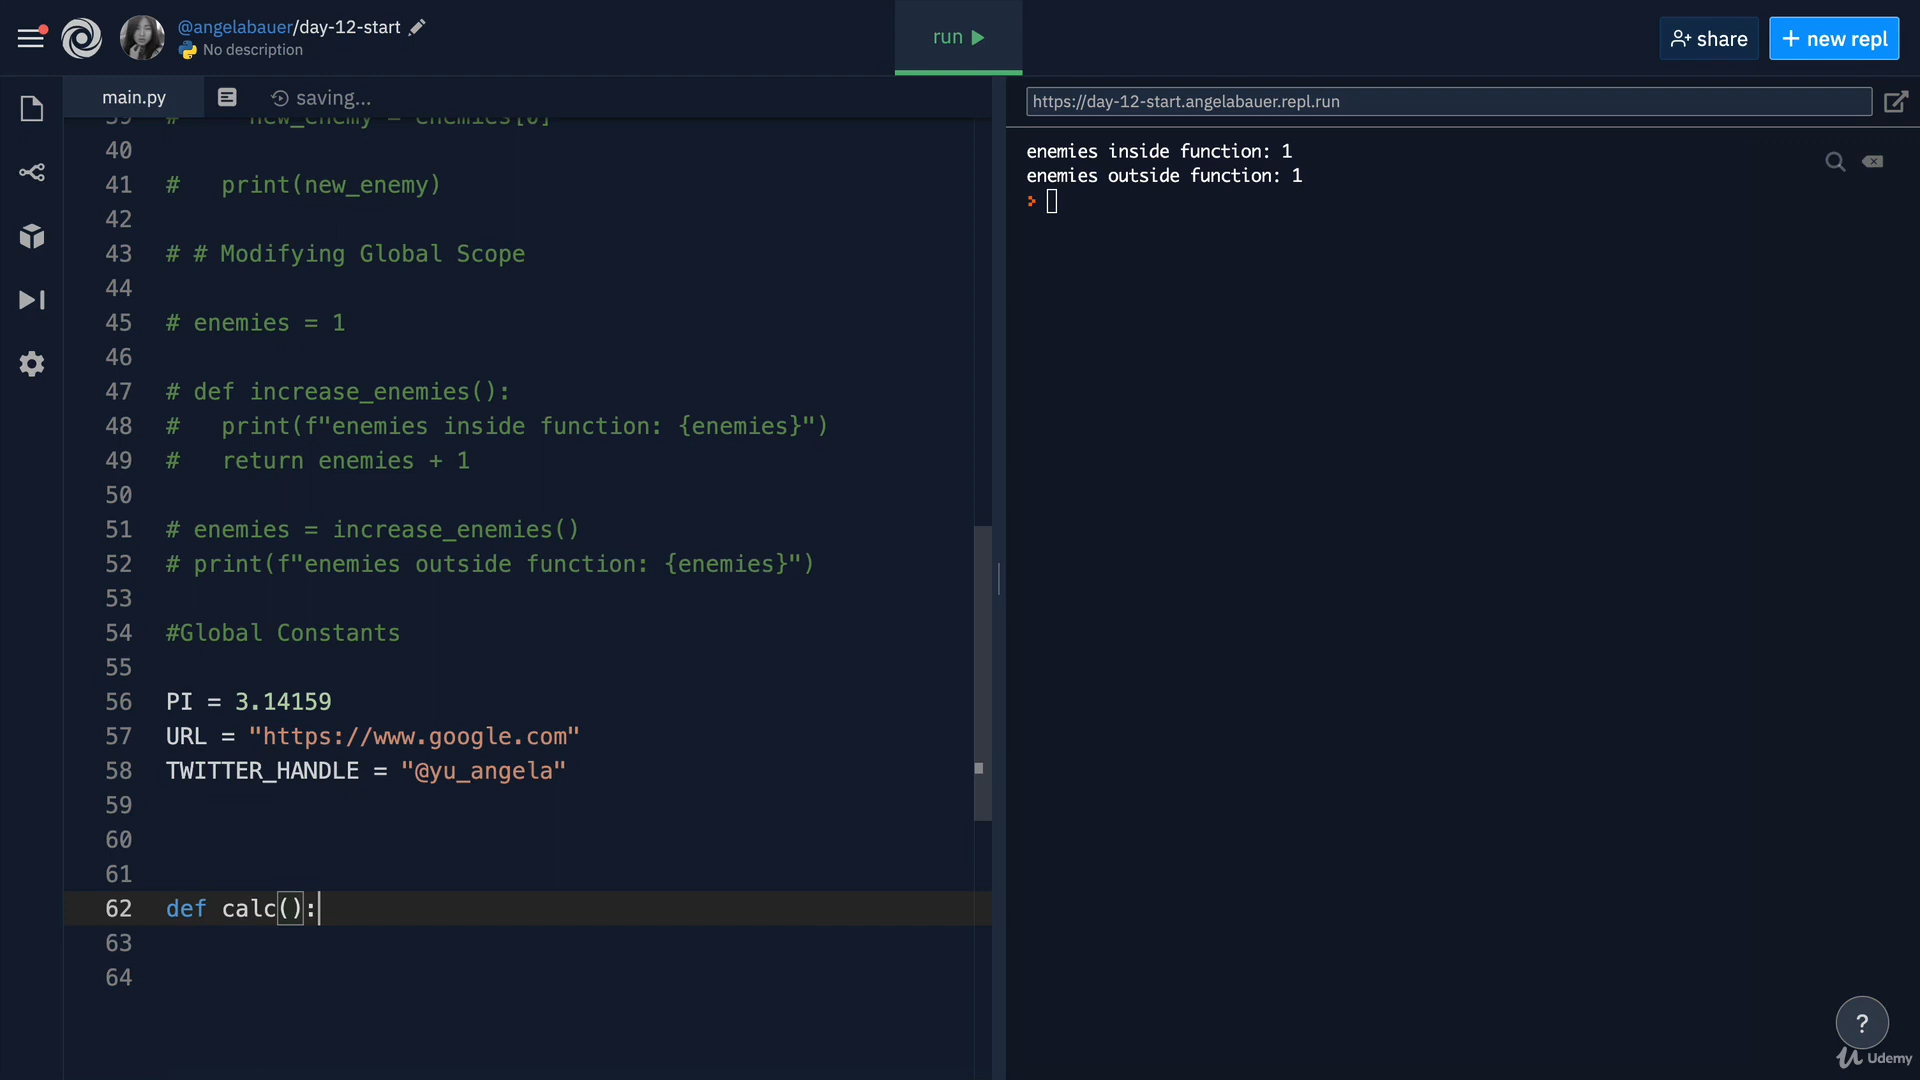 @angelabauer/day-12-start
No description
run
share
+ new repl
main.py
saving...
https://day-12-start.angelabauer.repl.run
39 #     new_enemy = enemies[0]
40
41 #   print(new_enemy)
42
43 # # Modifying Global Scope
44
45 # enemies = 1
46
47 # def increase_enemies():
48 #   print(f"enemies inside function: {enemies}")
49 #   return enemies + 1
50
51 # enemies = increase_enemies()
52 # print(f"enemies outside function: {enemies}")
53
54 #Global Constants
55
56 PI = 3.14159
57 URL = "https://www.google.com"
58 TWITTER_HANDLE = "@yu_angela"
59
60
61
62 def calc():
63
64
enemies inside function: 1
enemies outside function: 1
?
Udemy